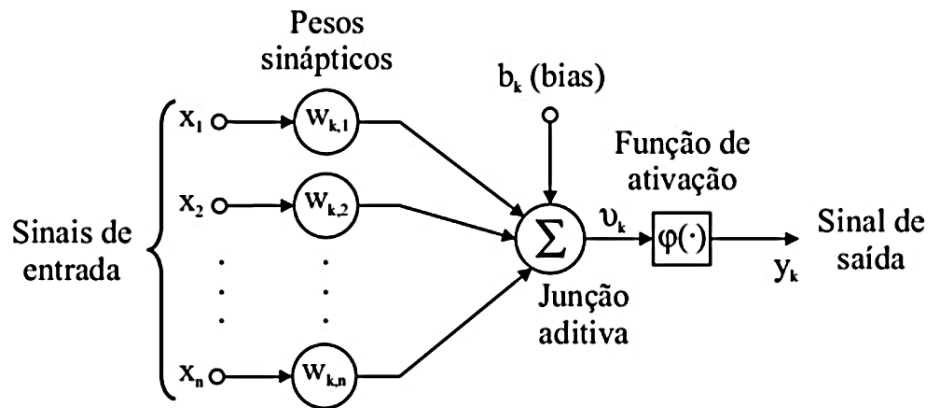 Pesos
sinápticos
b_k (bias)
x_1
w_k,1
Função de
ativação
x_2
w_k,2
Sinais de
entrada
Σ
υ_k
φ(·)
y_k
Sinal de
saída
Junção
aditiva
x_n
w_k,n